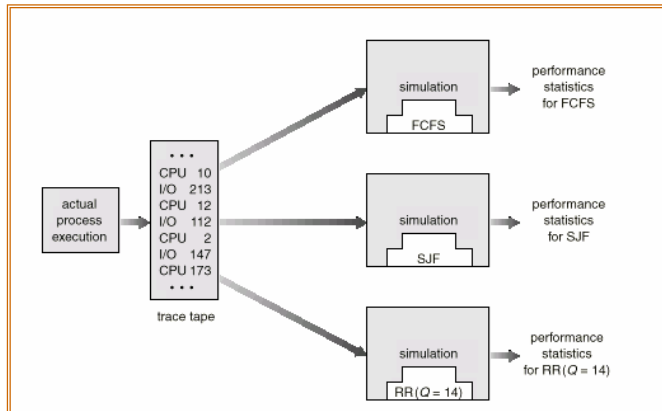 actual
process
execution
• • •
CPU 10
I/O 213
CPU 12
I/O 112
CPU 2
I/O 147
CPU 173
• • •
trace tape
simulation
FCFS
performance
statistics
for FCFS
simulation
SJF
performance
statistics
for SJF
simulation
RR(Q = 14)
performance
statistics
for RR(Q = 14)